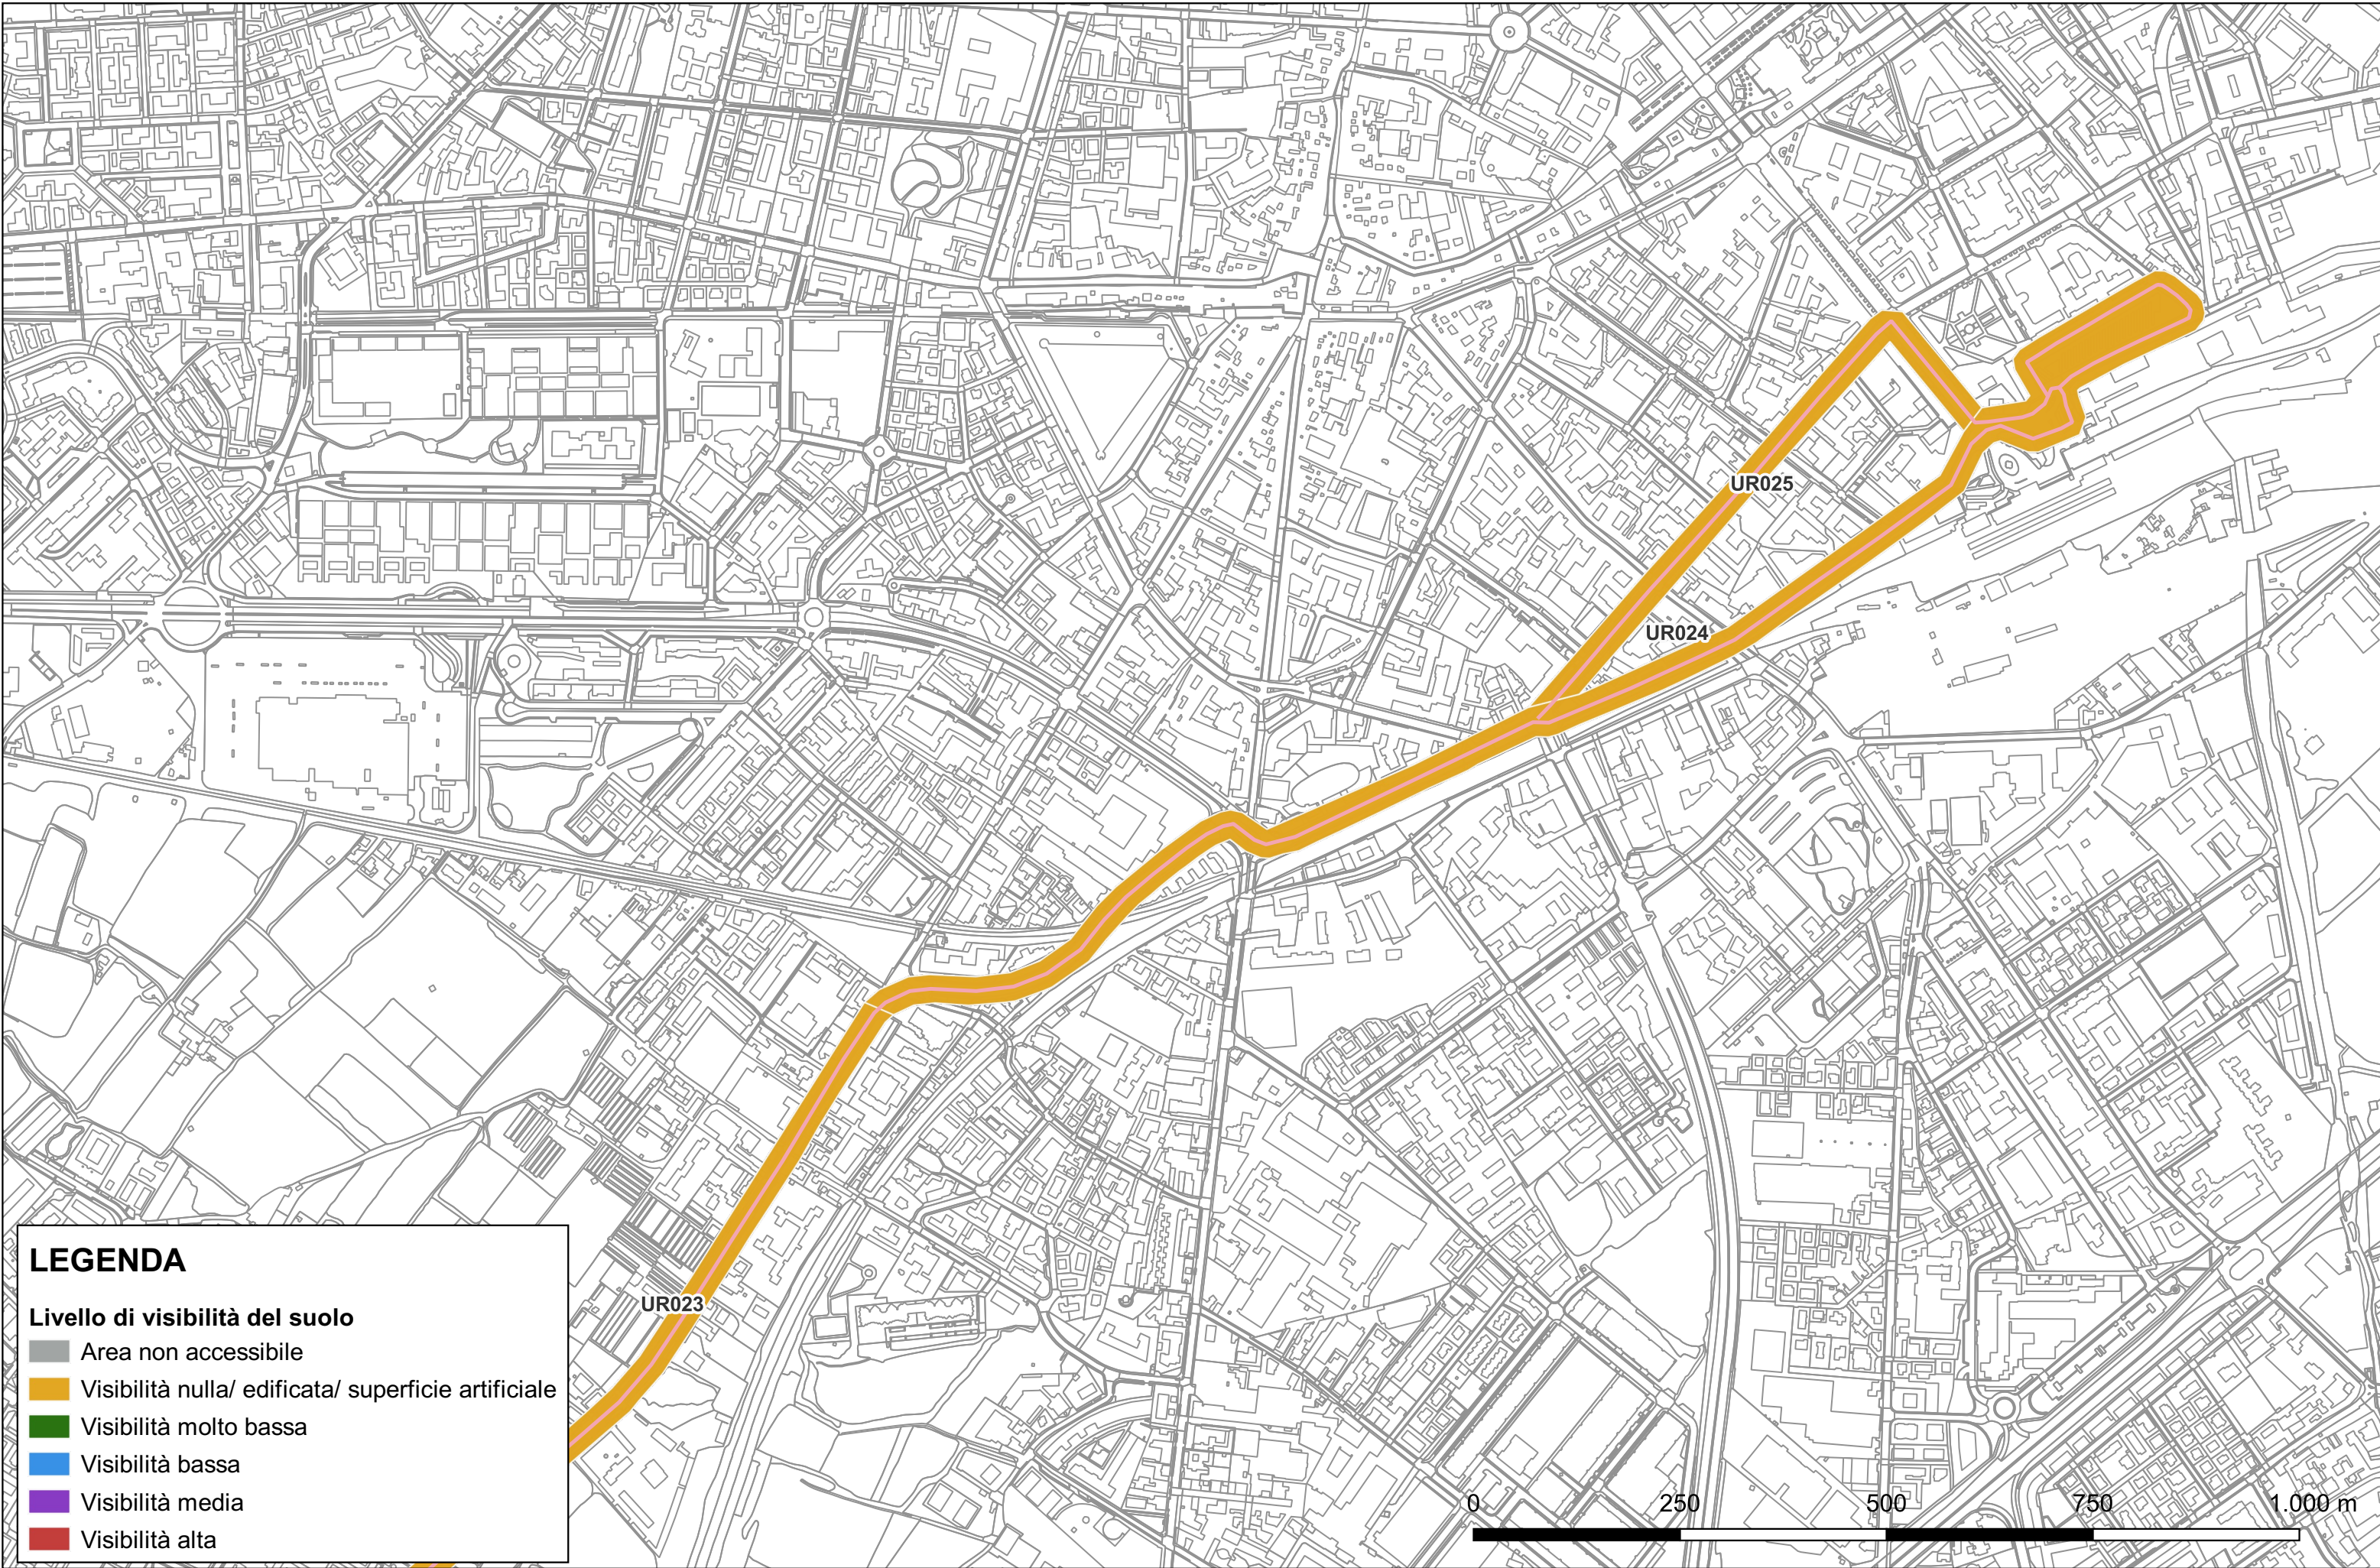 UR025
UR024
UR023
LEGENDA
Livello di visibilità del suolo
Area non accessibile
Visibilità nulla/ edificata/ superficie artificiale
Visibilità molto bassa
Visibilità bassa
Visibilità media
Visibilità alta
0 250 500 750 1.000 m